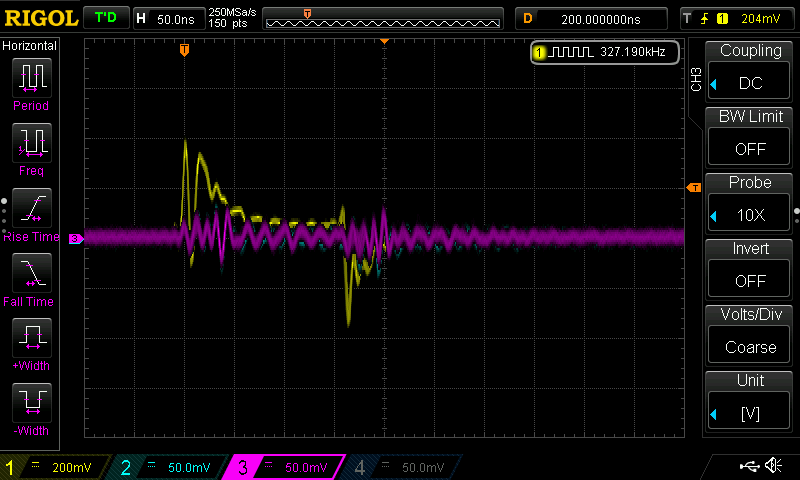 RIGOL T'D H 50.0ns 250MSa/s
150 pts
D 200.000000ns T 1 204mV
Horizontal
Period
Freq
Rise Time
Fall Time
+Width
-Width
T
1 327.190kHz
T
3
CH3
Coupling
DC
BW Limit
OFF
Probe
10X
Invert
OFF
Volts/Div
Coarse
Unit
[V]
1 200mV 2 50.0mV 3 50.0mV 4 50.0mV